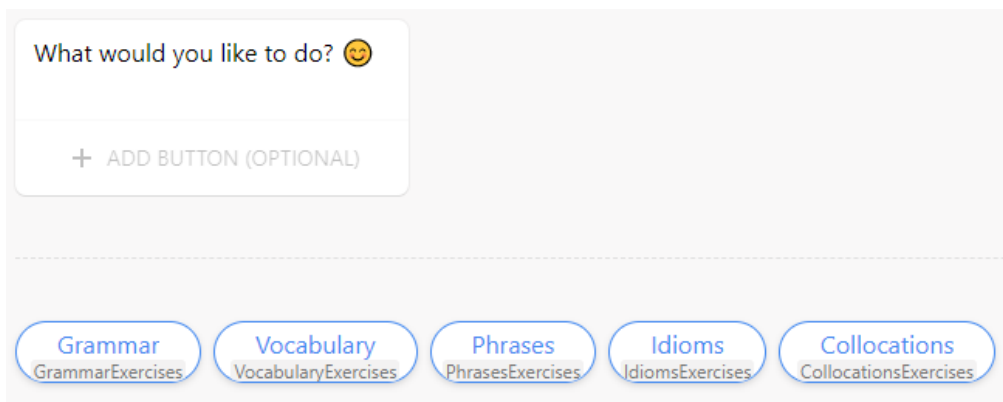 What would you like to do? 😊
+ ADD BUTTON (OPTIONAL)
Grammar Vocabulary Phrases Idioms Collocations
GrammarExercises VocabularyExercises PhrasesExercises IdiomsExercises CollocationsExercises